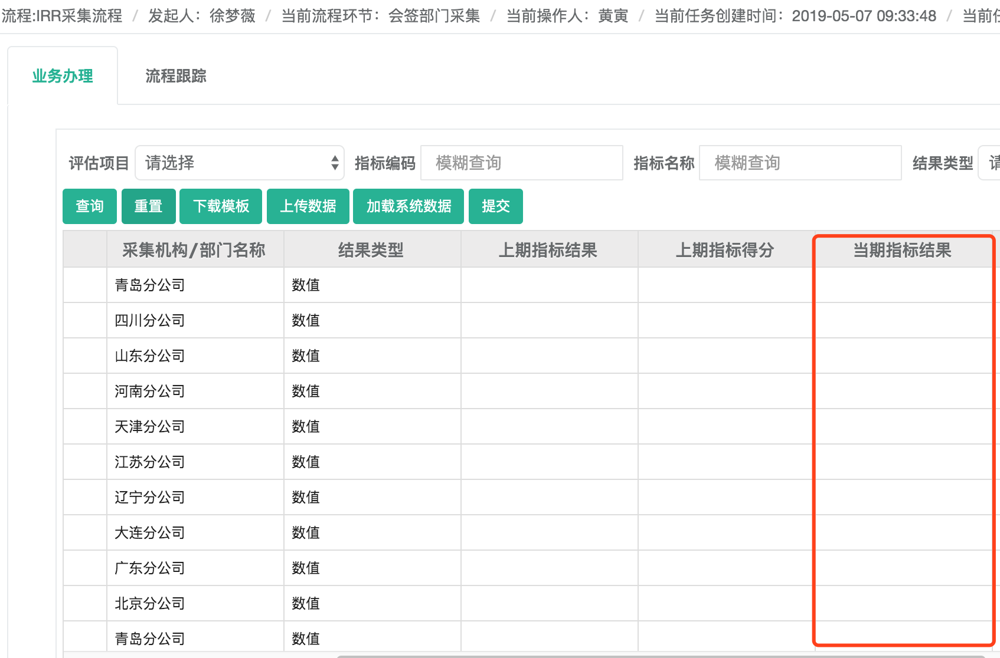 流程:IRR采集流程 / 发起人：徐梦薇 / 当前流程环节：会签部门采集 / 当前操作人：黄寅 / 当前任务创建时间：2019-05-07 09:33:48 / 当前
业务办理 流程跟踪
评估项目 请选择 指标编码 模糊查询 指标名称 模糊查询 结果类型
查询 重置 下载模板 上传数据 加载系统数据 提交
采集机构/部门名称 结果类型 上期指标结果 上期指标得分 当期指标结果
青岛分公司 数值
四川分公司 数值
山东分公司 数值
河南分公司 数值
天津分公司 数值
江苏分公司 数值
辽宁分公司 数值
大连分公司 数值
广东分公司 数值
北京分公司 数值
青岛分公司 数值